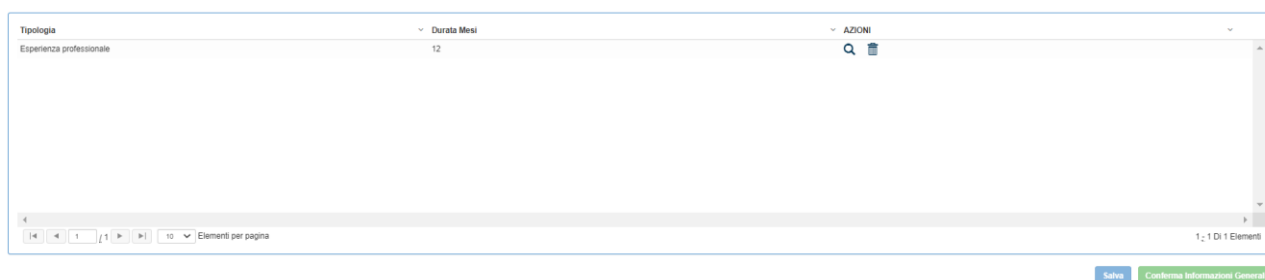 Tipologia Durata Mesi AZIONI
Esperienza professionale 12
1 / 1 10 Elementi per pagina 1 - 1 Di 1 Elementi
Salva Conferma Informazioni General